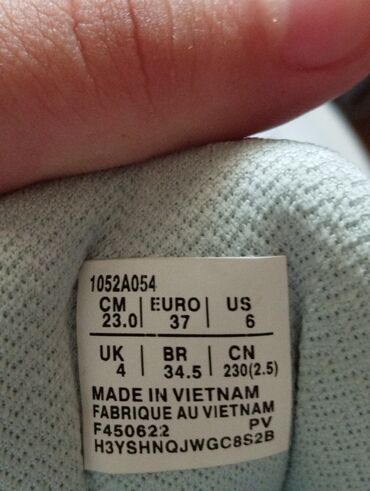 1052A054
CM | EURO | US
23.0 | 37 | 6
UK | BR | CN
4 | 34.5 | 230(2.5)
MADE IN VIETNAM
FABRIQUE AU VIETNAM
F450622 PV
H3YSHNQJWGC8S2B